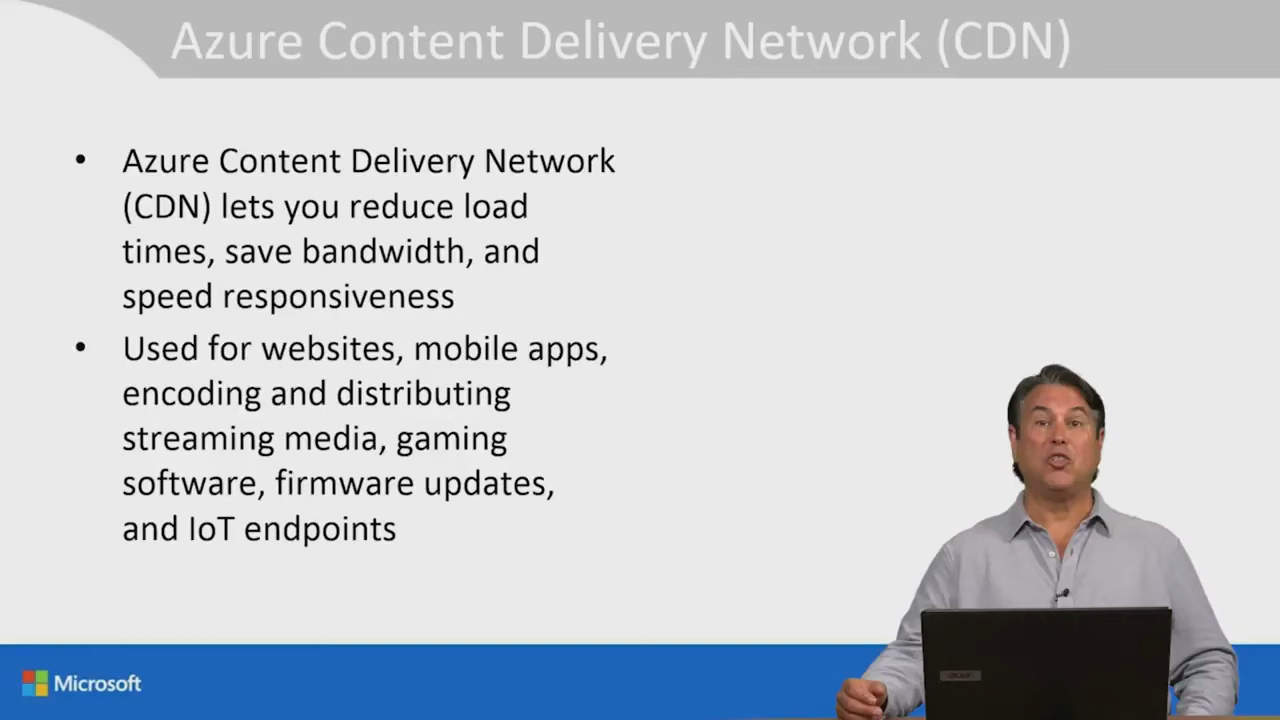 Azure Content Delivery Network (CDN)
• Azure Content Delivery Network
(CDN) lets you reduce load
times, save bandwidth, and
speed responsiveness
• Used for websites, mobile apps,
encoding and distributing
streaming media, gaming
software, firmware updates,
and IoT endpoints
Microsoft
acer